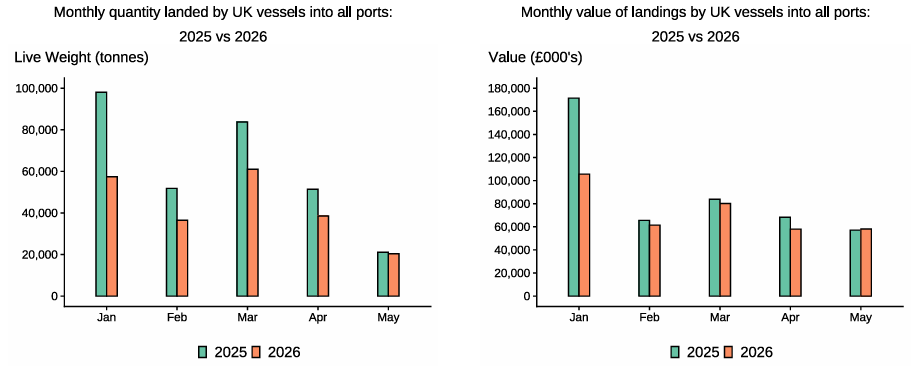 Monthly quantity landed by UK vessels into all ports:
2025 vs 2026
Live Weight (tonnes)
100,000
80,000
60,000
40,000
20,000
0
Jan Feb Mar Apr May
2025 2026
Monthly value of landings by UK vessels into all ports:
2025 vs 2026
Value (£000's)
180,000
160,000
140,000
120,000
100,000
80,000
60,000
40,000
20,000
0
Jan Feb Mar Apr May
2025 2026